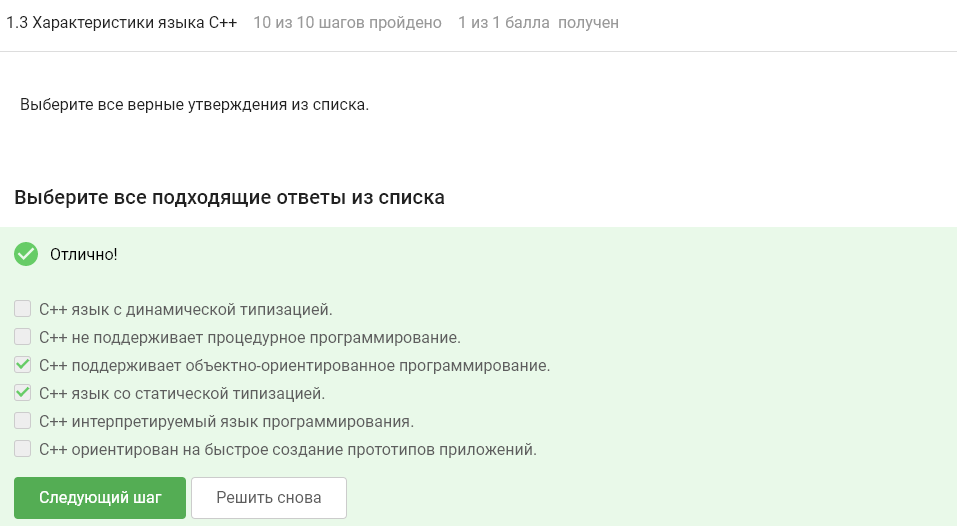 1.3 Характеристики языка C++ 10 из 10 шагов пройдено 1 из 1 балла получен
Выберите все верные утверждения из списка.
Выберите все подходящие ответы из списка
Отлично!
C++ язык с динамической типизацией.
C++ не поддерживает процедурное программирование.
C++ поддерживает объектно-ориентированное программирование.
C++ язык со статической типизацией.
C++ интерпретируемый язык программирования.
C++ ориентирован на быстрое создание прототипов приложений.
Следующий шаг Решить снова